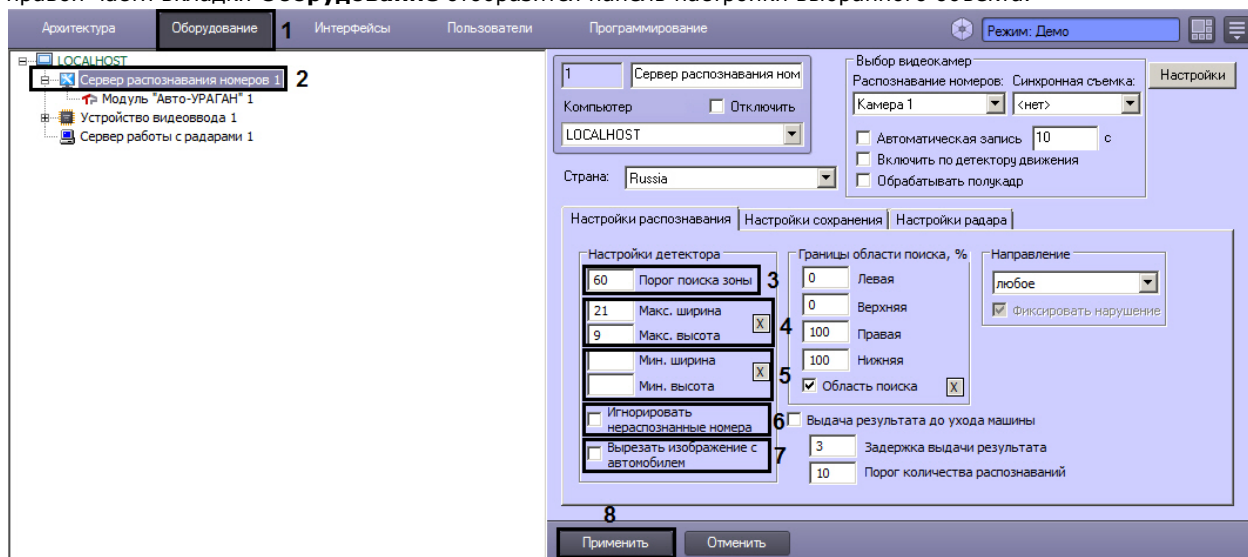 правой части вкладки Оборудование отобразится панель настройки выбранного объекта.
Архитектура Оборудование 1 Интерфейсы Пользователи Программирование Режим: Демо
LOCALHOST
Сервер распознавания номеров 1 2
Модуль "Авто-УРАГАН" 1
Устройство видеоввода 1
Сервер работы с радарами 1
1 Сервер распознавания ном
Компьютер Отключить
LOCALHOST
Страна: Russia
Выбор видеокамер
Распознавание номеров: Синхронная съемка:
Камера 1 <нет>
Автоматическая запись 10 с
Включить по детектору движения
Обрабатывать полукадр
Настройки
Настройки распознавания Настройки сохранения Настройки радара
Настройки детектора
60 Порог поиска зоны 3
21 Макс. ширина
9 Макс. высота
X 4
Мин. ширина
Мин. высота
X 5
Игнорировать
нераспознанные номера 6
Вырезать изображение с
автомобилем 7
Границы области поиска, %
0 Левая
0 Верхняя
100 Правая
100 Нижняя
Область поиска X
Направление
любое
Фиксировать нарушение
Выдача результата до ухода машины
3 Задержка выдачи результата
10 Порог количества распознаваний
8
Применить Отменить